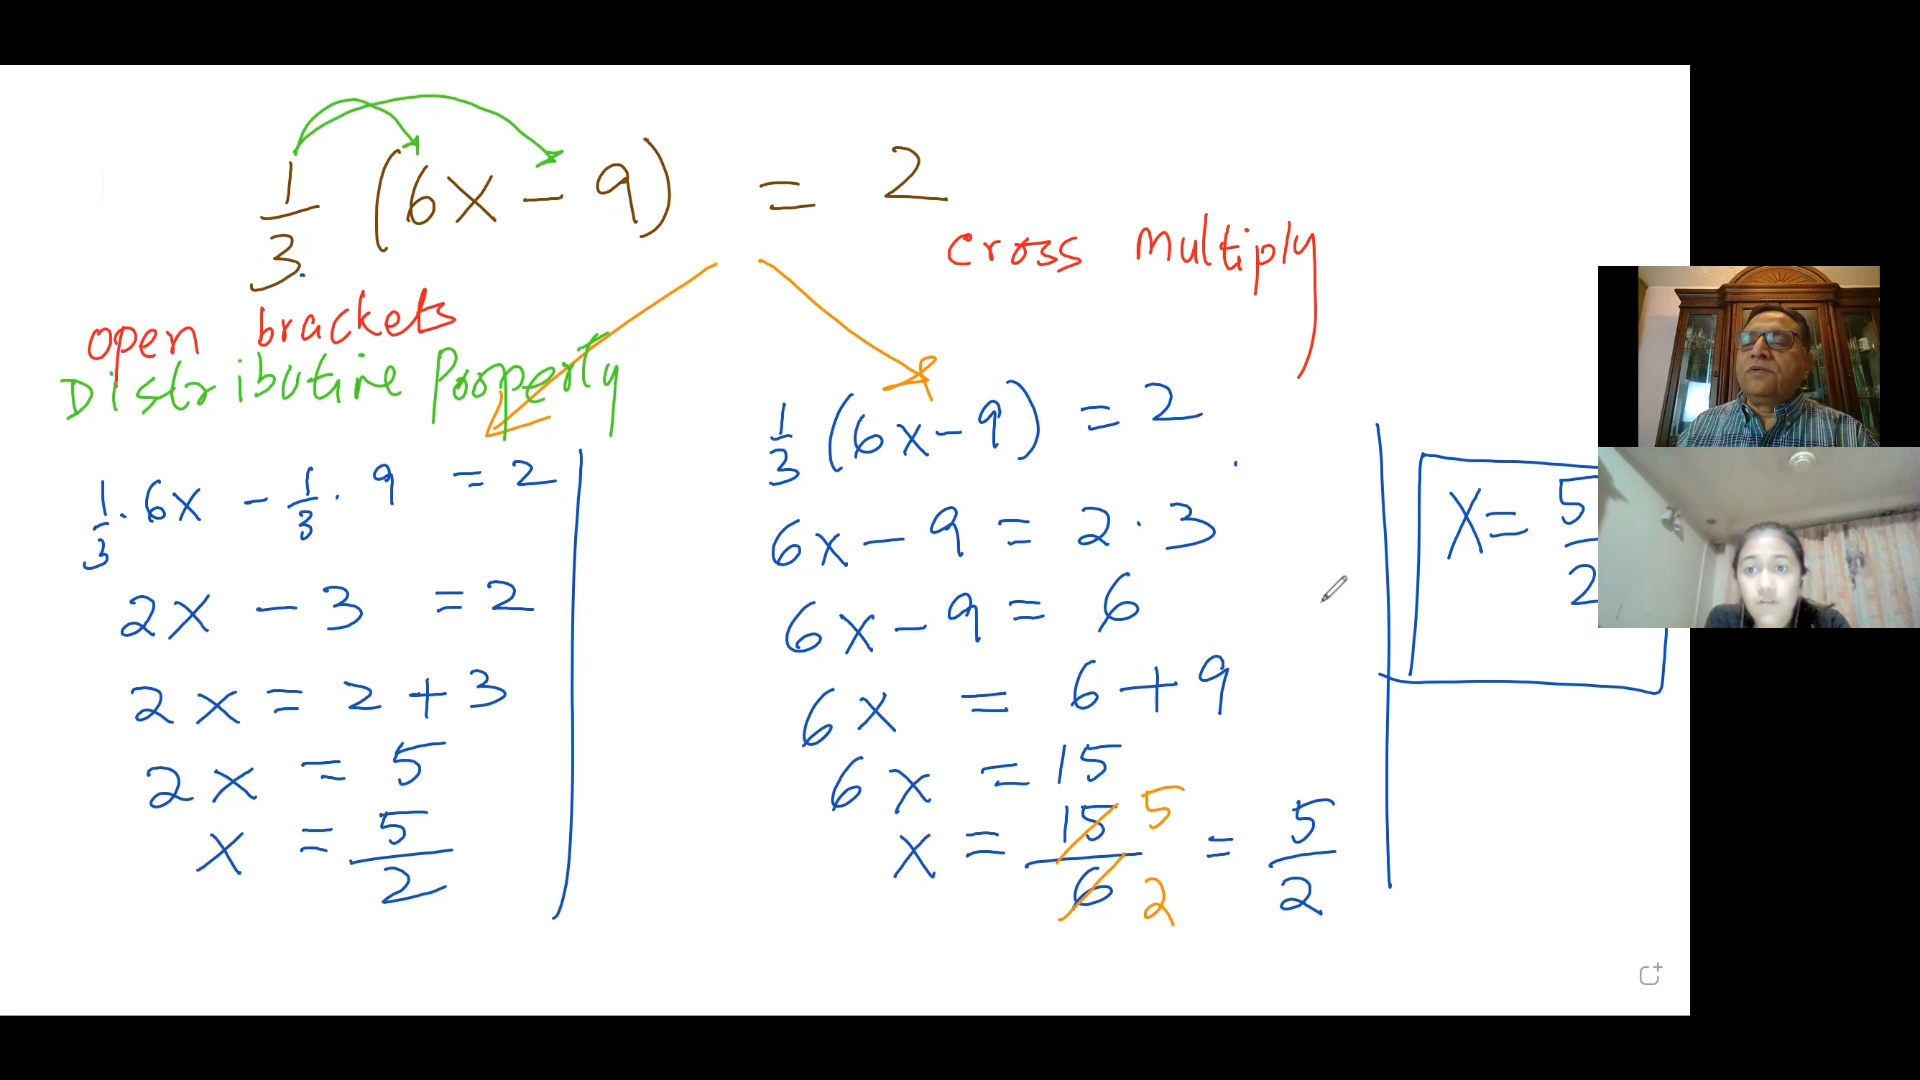 1/3 (6x - 9) = 2
Cross Multiply
open brackets
Distributive Property
1/3 · 6x - 1/3 · 9 = 2
2x - 3 = 2
2x = 2 + 3
2x = 5
x = 5/2
1/3 (6x - 9) = 2
6x - 9 = 2 · 3
6x - 9 = 6
6x = 6 + 9
6x = 15
x = 15/6 5/2 = 5/2
x = 5/2